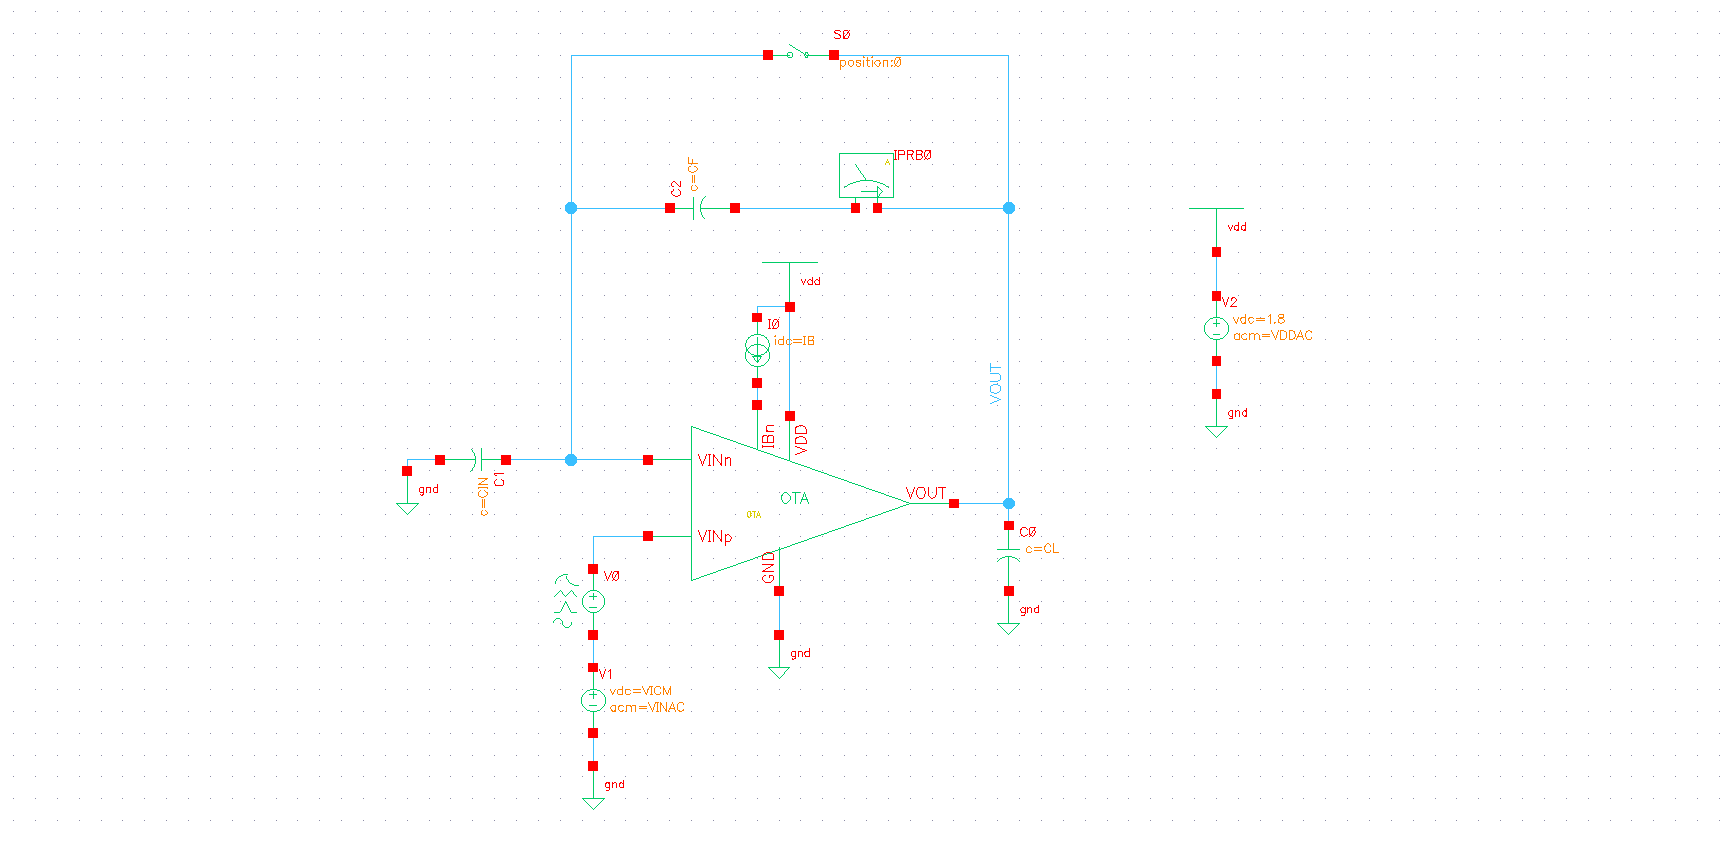 SØ
position:Ø
IPRBØ
A
C2
c=CF
vdd
vdd
IØ
idc=IB
V2
vdc=1.8
acm=VDDAC
VOUT
gnd
IBn
VDD
VINn
gnd
c=CIN
C1
OTA
OTA
VOUT
VINp
CØ
c=CL
GND
VØ
gnd
gnd
V1
vdc=VICM
acm=VINAC
gnd